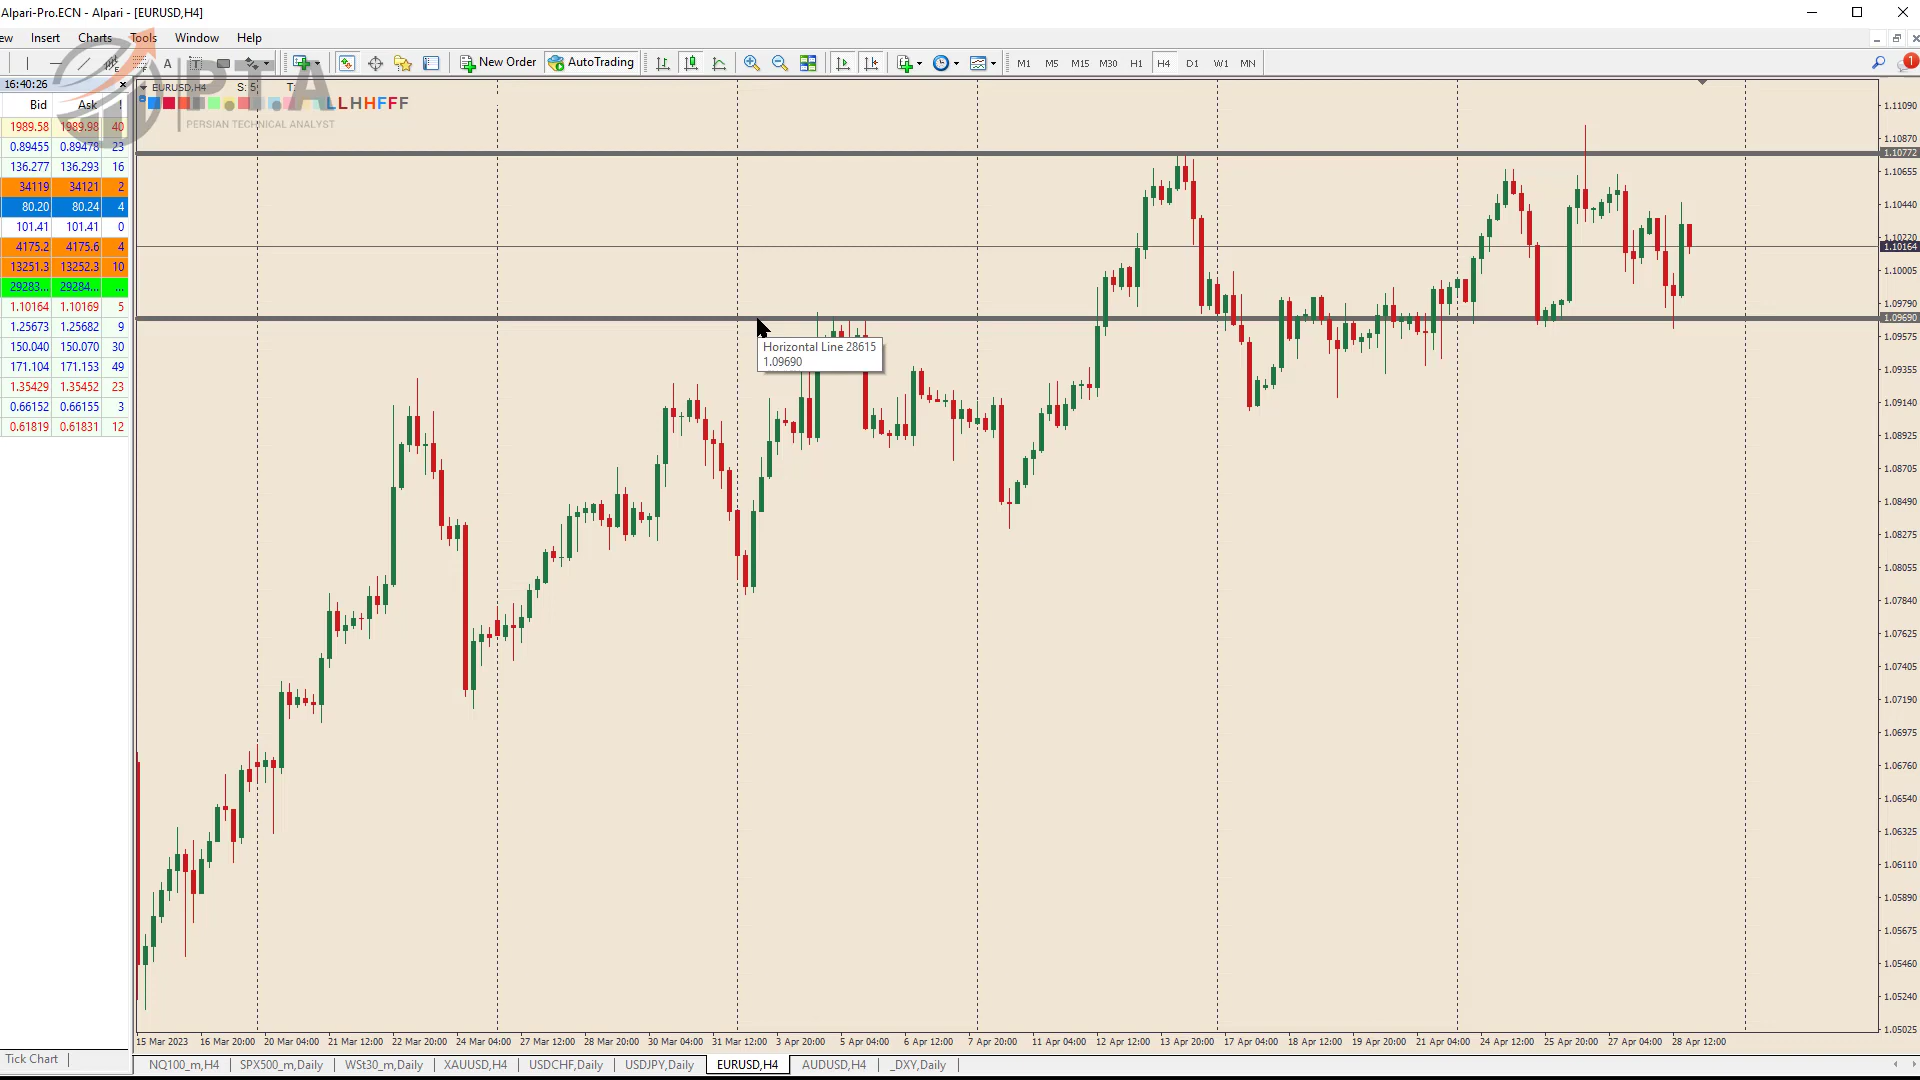 Alpari-Pro.ECN - Alpari - [EURUSD,H4]
ew Insert Charts Tools Window Help
A T New Order AutoTrading M1 M5 M15 M30 H1 H4 D1 W1 MN 1
16:40:26
EURUSD,H4 S: 5 T:
P.T.A
LLHHFFF
PERSIAN TECHNICAL ANALYST
Bid Ask !
1989.58 1989.98 40
0.89455 0.89478 23
136.277 136.293 16
34119 34121 2
80.20 80.24 4
101.41 101.41 0
4175.2 4175.6 4
13251.3 13252.3 10
29283... 29284... ...
1.10164 1.10169 5
1.25673 1.25682 9
150.040 150.070 30
171.104 171.153 49
1.35429 1.35452 23
0.66152 0.66155 3
0.61819 0.61831 12
Horizontal Line 28615
1.09690
1.11090
1.10870
1.10772
1.10655
1.10440
1.10220
1.10164
1.10005
1.09790
1.09690
1.09575
1.09355
1.09140
1.08925
1.08705
1.08490
1.08275
1.08055
1.07840
1.07625
1.07405
1.07190
1.06975
1.06760
1.06540
1.06325
1.06110
1.05890
1.05675
1.05460
1.05240
1.05025
15 Mar 2023 16 Mar 20:00 20 Mar 04:00 21 Mar 12:00 22 Mar 20:00 24 Mar 04:00 27 Mar 12:00 28 Mar 20:00 30 Mar 04:00 31 Mar 12:00 3 Apr 20:00 5 Apr 04:00 6 Apr 12:00 7 Apr 20:00 11 Apr 04:00 12 Apr 12:00 13 Apr 20:00 17 Apr 04:00 18 Apr 12:00 19 Apr 20:00 21 Apr 04:00 24 Apr 12:00 25 Apr 20:00 27 Apr 04:00 28 Apr 12:00
Tick Chart
NQ100_m,H4 SPX500_m,Daily WSt30_m,Daily XAUUSD,H4 USDCHF,Daily USDJPY,Daily EURUSD,H4 AUDUSD,H4 _DXY,Daily